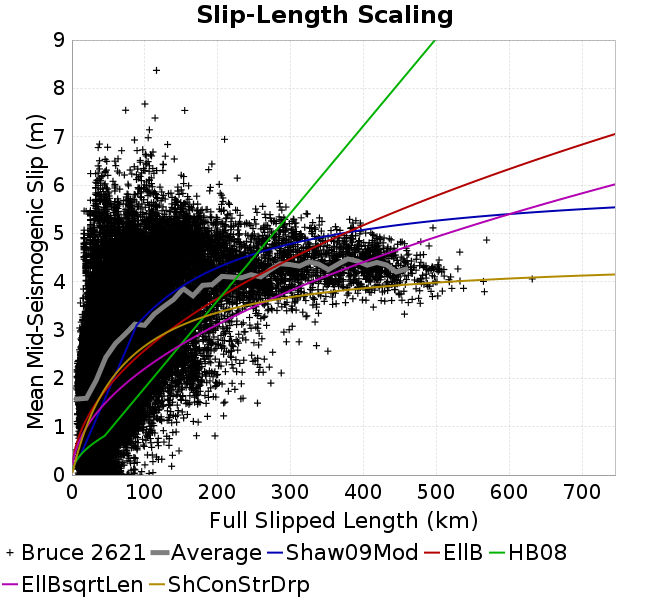 Slip-Length Scaling
Mean Mid-Seismogenic Slip (m)
9
8
7
6
5
4
3
2
1
0
0 100 200 300 400 500 600 700
Full Slipped Length (km)
Bruce 2621 Average Shaw09Mod EllB HB08
EllBsqrtLen ShConStrDrp